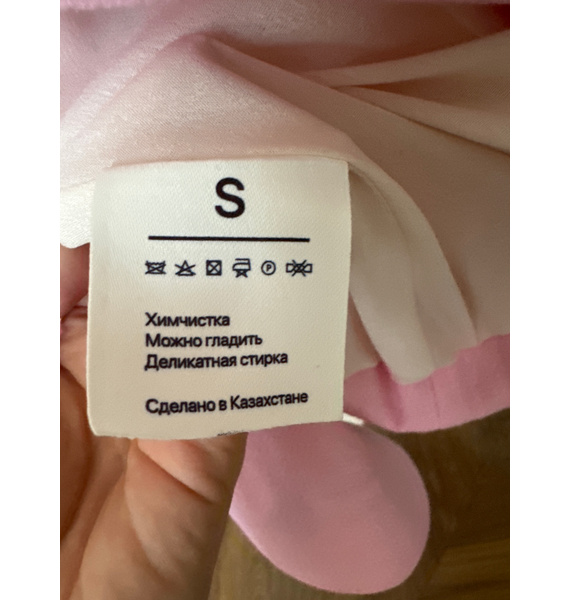 S
Ⓟ
Химчистка
Можно гладить
Деликатная стирка
Сделано в Казахстане